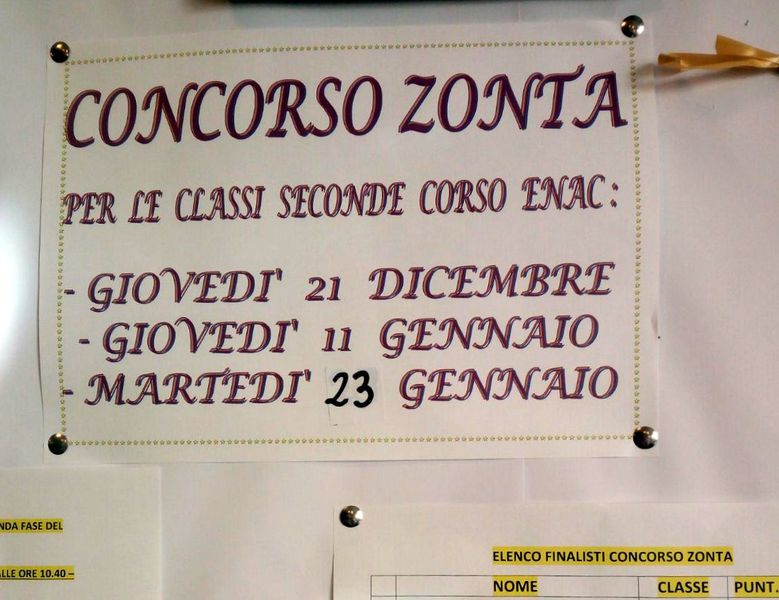 CONCORSO ZONTA
PER LE CLASSI SECONDE CORSO ENAC:
- GIOVEDI' 21 DICEMBRE
- GIOVEDI' 11 GENNAIO
- MARTEDI' 23 GENNAIO
NDA FASE DEL
ALLE ORE 10.40 –
ELENCO FINALISTI CONCORSO ZONTA
NOME CLASSE PUNT.